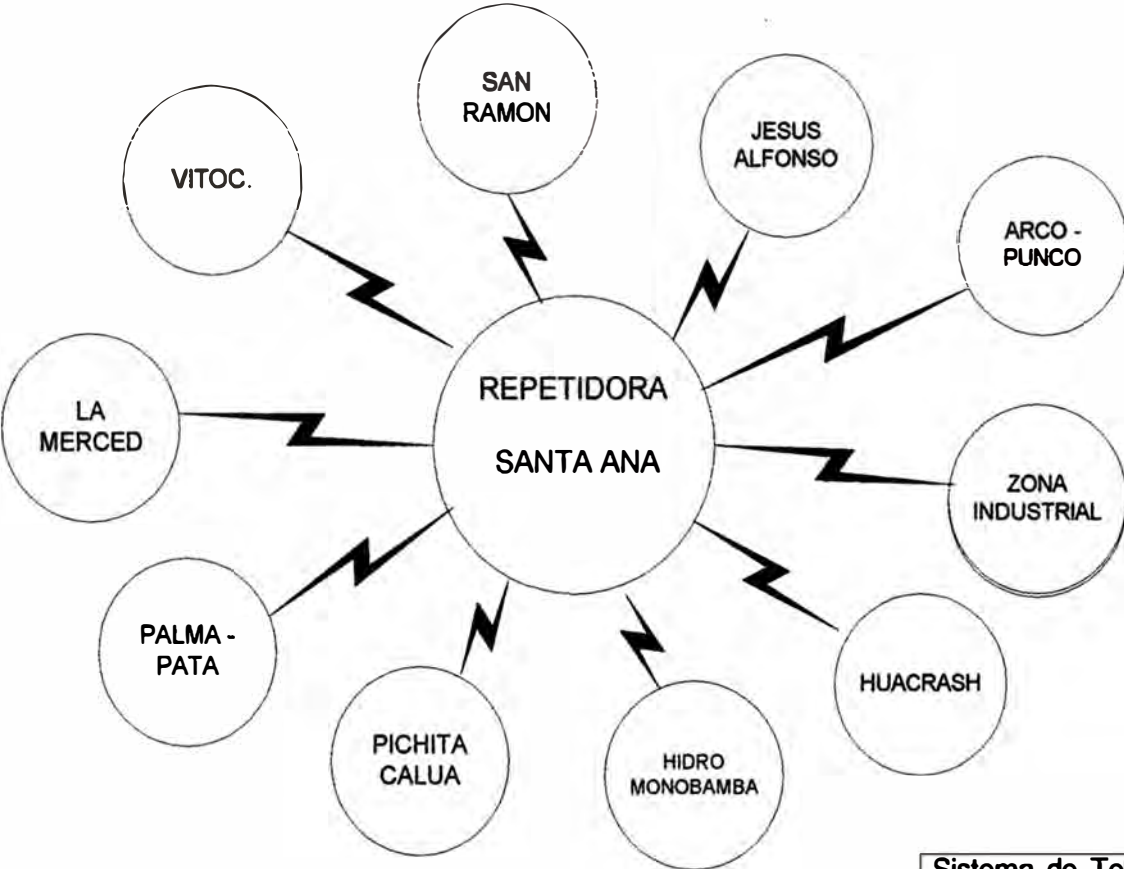 SAN
RAMON
JESUS
ALFONSO
VITOC.
ARCO -
PUNCO
REPETIDORA
SANTA ANA
LA
MERCED
ZONA
INDUSTRIAL
PALMA -
PATA
HUACRASH
PICHITA
CALUA
HIDRO
MONOBAMBA
Sistema de